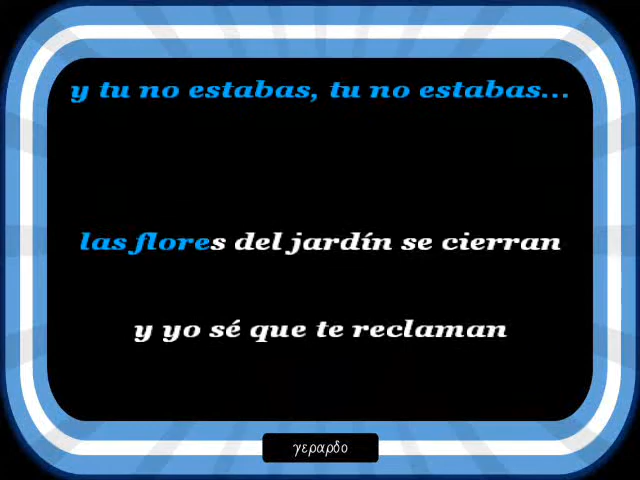 y tu no estabas, tu no estabas...
las flores del jardín se cierran
y yo sé que te reclaman
γεραρδο